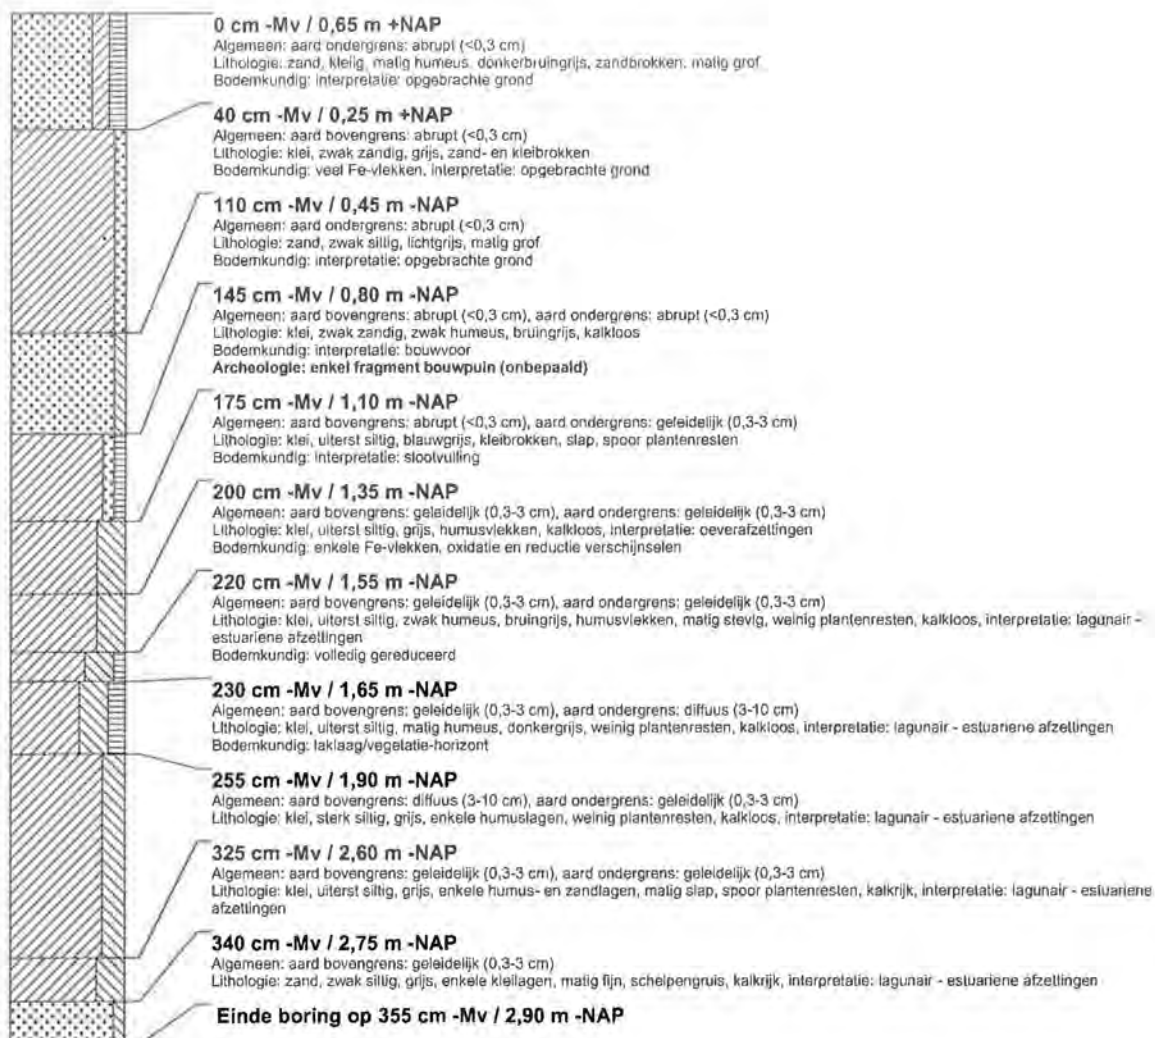 0 cm -Mv / 0,65 m +NAP
Algemeen: aard ondergrens: abrupt (<0,3 cm)
Lithologie: zand, kleiig, matig humeus, donkerbruingrijs, zandbrokken, matig grof
Bodemkundig: interpretatie: opgebrachte grond
40 cm -Mv / 0,25 m +NAP
Algemeen: aard bovengrens: abrupt (<0,3 cm)
Lithologie: klei, zwak zandig, grijs, zand- en kleibrokken
Bodemkundig: veel Fe-vlekken, interpretatie: opgebrachte grond
110 cm -Mv / 0,45 m -NAP
Algemeen: aard ondergrens: abrupt (<0,3 cm)
Lithologie: zand, zwak siltig, lichtgrijs, matig grof
Bodemkundig: interpretatie: opgebrachte grond
145 cm -Mv / 0,80 m -NAP
Algemeen: aard bovengrens: abrupt (<0,3 cm), aard ondergrens: abrupt (<0,3 cm)
Lithologie: klei, zwak zandig, zwak humeus, bruingrijs, kalkloos
Bodemkundig: interpretatie: bouwvoor
Archeologie: enkel fragment bouwpuin (onbepaald)
175 cm -Mv / 1,10 m -NAP
Algemeen: aard bovengrens: abrupt (<0,3 cm), aard ondergrens: geleidelijk (0,3-3 cm)
Lithologie: klei, uiterst siltig, blauwgrijs, kleibrokken, slap, spoor plantenresten
Bodemkundig: interpretatie: slootvulling
200 cm -Mv / 1,35 m -NAP
Algemeen: aard bovengrens: geleidelijk (0,3-3 cm), aard ondergrens: geleidelijk (0,3-3 cm)
Lithologie: klei, uiterst siltig, grijs, humusvlekken, kalkloos, interpretatie: oeverafzettingen
Bodemkundig: enkele Fe-vlekken, oxidatie en reductie verschijnselen
220 cm -Mv / 1,55 m -NAP
Algemeen: aard bovengrens: geleidelijk (0,3-3 cm), aard ondergrens: geleidelijk (0,3-3 cm)
Lithologie: klei, uiterst siltig, zwak humeus, bruingrijs, humusvlekken, matig stevig, weinig plantenresten, kalkloos, interpretatie: lagunair -
estuariene afzettingen
Bodemkundig: volledig gereduceerd
230 cm -Mv / 1,65 m -NAP
Algemeen: aard bovengrens: geleidelijk (0,3-3 cm), aard ondergrens: diffuus (3-10 cm)
Lithologie: klei, uiterst siltig, matig humeus, donkergrijs, weinig plantenresten, kalkloos, interpretatie: lagunair - estuariene afzettingen
Bodemkundig: laklaag/vegetatie-horizont
255 cm -Mv / 1,90 m -NAP
Algemeen: aard bovengrens: diffuus (3-10 cm), aard ondergrens: geleidelijk (0,3-3 cm)
Lithologie: klei, sterk siltig, grijs, enkele humuslagen, weinig plantenresten, kalkloos, interpretatie: lagunair - estuariene afzettingen
325 cm -Mv / 2,60 m -NAP
Algemeen: aard bovengrens: geleidelijk (0,3-3 cm), aard ondergrens: geleidelijk (0,3-3 cm)
Lithologie: klei, uiterst siltig, grijs, enkele humus- en zandlagen, matig slap, spoor plantenresten, kalkrijk, interpretatie: lagunair - estuariene
afzettingen
340 cm -Mv / 2,75 m -NAP
Algemeen: aard bovengrens: geleidelijk (0,3-3 cm)
Lithologie: zand, zwak siltig, grijs, enkele kleilagen, matig fijn, schelpengruis, kalkrijk, interpretatie: lagunair - estuariene afzettingen
Einde boring op 355 cm -Mv / 2,90 m -NAP